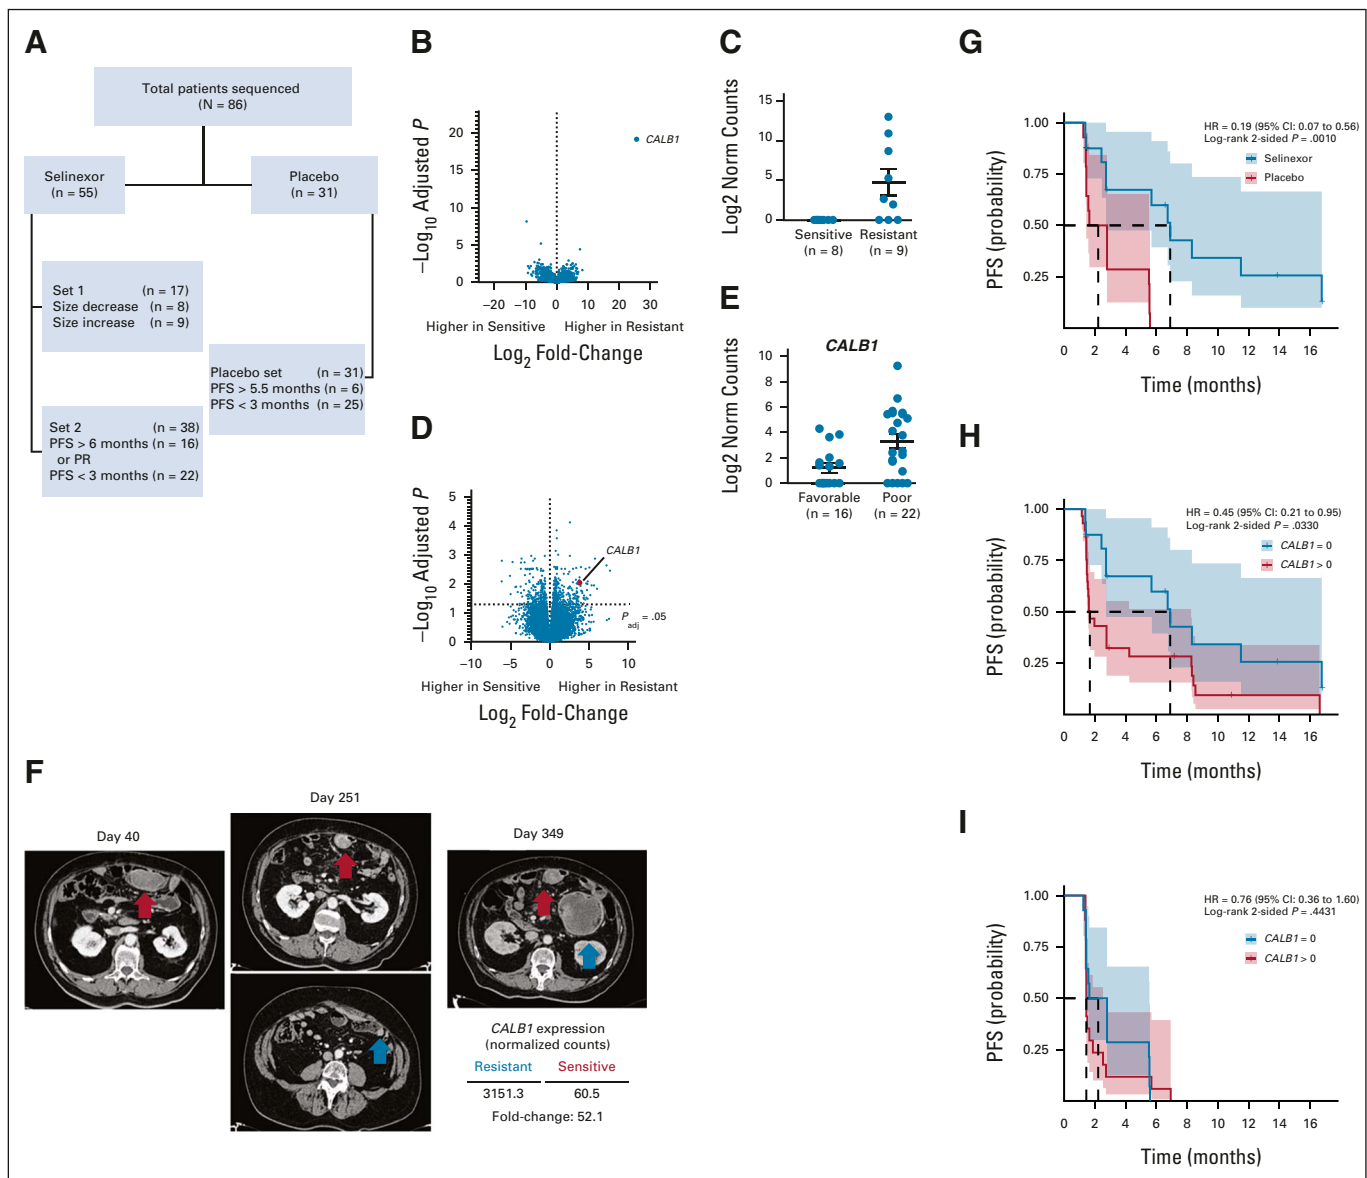 A
Total patients sequenced
(N = 86)
Selinexor
(n = 55)
Placebo
(n = 31)
Set 1 (n = 17)
Size decrease (n = 8)
Size increase (n = 9)
Placebo set (n = 31)
PFS > 5.5 months (n = 6)
PFS < 3 months (n = 25)
Set 2 (n = 38)
PFS > 6 months (n = 16)
or PR
PFS < 3 months (n = 22)
B
−Log10 Adjusted P
20
15
10
5
0
CALB1
−20 −10 0 10 20 30
Higher in Sensitive Higher in Resistant
Log2 Fold-Change
C
Log2 Norm Counts
15
10
5
0
Sensitive Resistant
(n = 8) (n = 9)
D
−Log10 Adjusted P
5
4
3
2
1
0
CALB1
Padj = .05
−10 −5 0 5 10
Higher in Sensitive Higher in Resistant
Log2 Fold-Change
E
CALB1
Log2 Norm Counts
10
8
6
4
2
0
Favorable Poor
(n = 16) (n = 22)
F
Day 40
Day 251
Day 349
CALB1 expression
(normalized counts)
Resistant Sensitive
3151.3 60.5
Fold-change: 52.1
G
PFS (probability)
1.00
0.75
0.50
0.25
HR = 0.19 (95% CI: 0.07 to 0.56)
Log-rank 2-sided P = .0010
Selinexor
Placebo
0 2 4 6 8 10 12 14 16
Time (months)
H
PFS (probability)
1.00
0.75
0.50
0.25
HR = 0.45 (95% CI: 0.21 to 0.95)
Log-rank 2-sided P = .0330
CALB1 = 0
CALB1 > 0
0 2 4 6 8 10 12 14 16
Time (months)
I
PFS (probability)
1.00
0.75
0.50
0.25
HR = 0.76 (95% CI: 0.36 to 1.60)
Log-rank 2-sided P = .4431
CALB1 = 0
CALB1 > 0
0 2 4 6 8 10 12 14 16
Time (months)